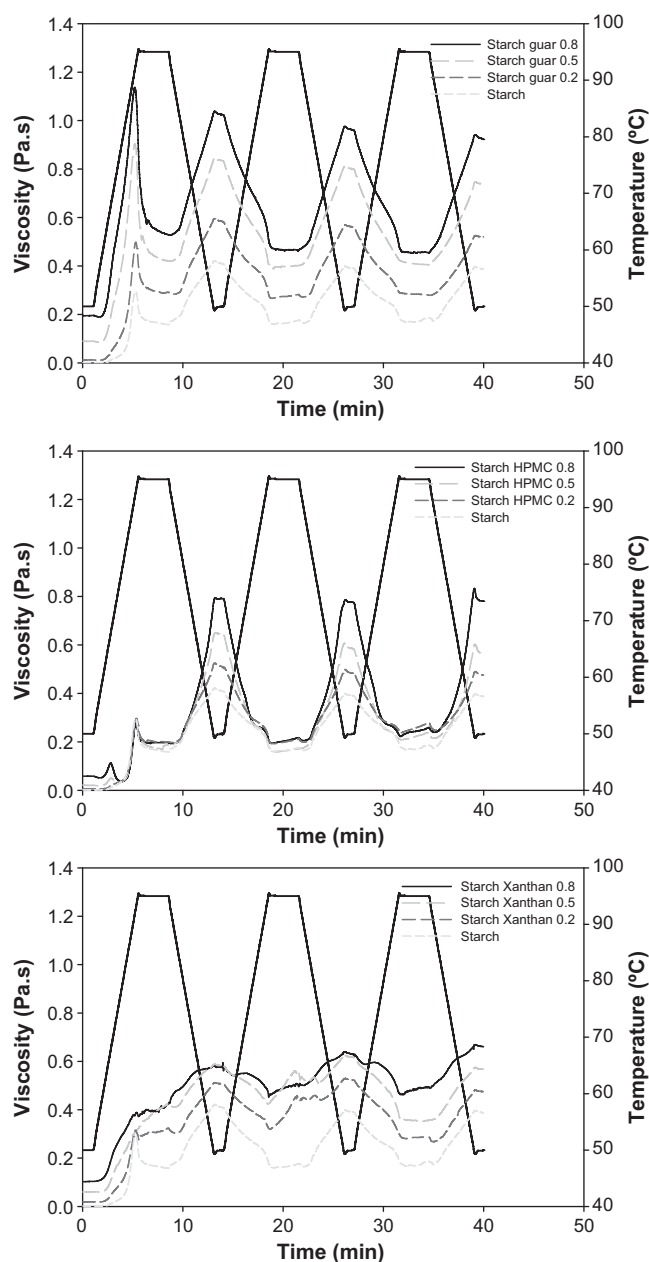 1.4
1.2
1.0
0.8
0.6
0.4
0.2
0.0
Viscosity (Pa.s)
100
90
80
70
60
50
40
Temperature (ºC)
Starch guar 0.8
Starch guar 0.5
Starch guar 0.2
Starch
0 10 20 30 40 50
Time (min)
1.4
1.2
1.0
0.8
0.6
0.4
0.2
0.0
Viscosity (Pa.s)
100
90
80
70
60
50
40
Temperature (ºC)
Starch HPMC 0.8
Starch HPMC 0.5
Starch HPMC 0.2
Starch
0 10 20 30 40 50
Time (min)
1.4
1.2
1.0
0.8
0.6
0.4
0.2
0.0
Viscosity (Pa.s)
100
90
80
70
60
50
40
Temperature (ºC)
Starch Xanthan 0.8
Starch Xanthan 0.5
Starch Xanthan 0.2
Starch
0 10 20 30 40 50
Time (min)